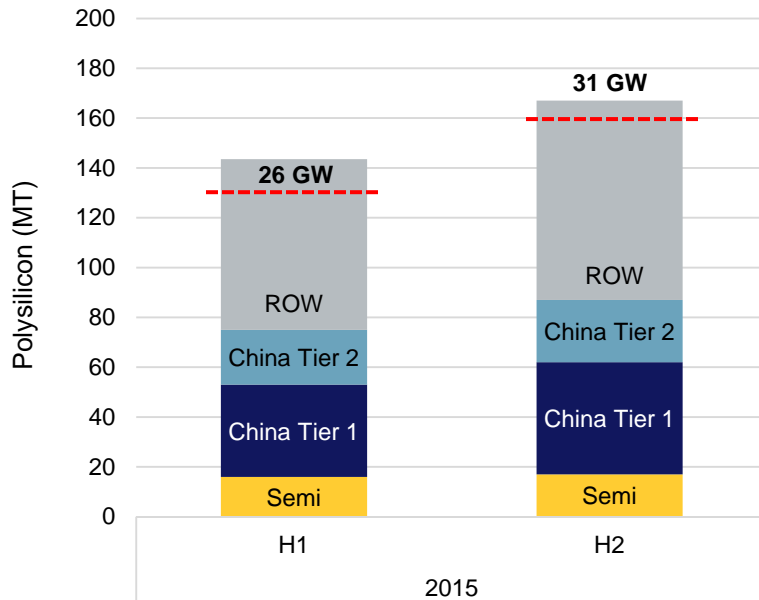 Polysilicon (MT)
200
180
160
140
120
100
80
60
40
20
0
26 GW
ROW
China Tier 2
China Tier 1
Semi
31 GW
ROW
China Tier 2
China Tier 1
Semi
H1
H2
2015